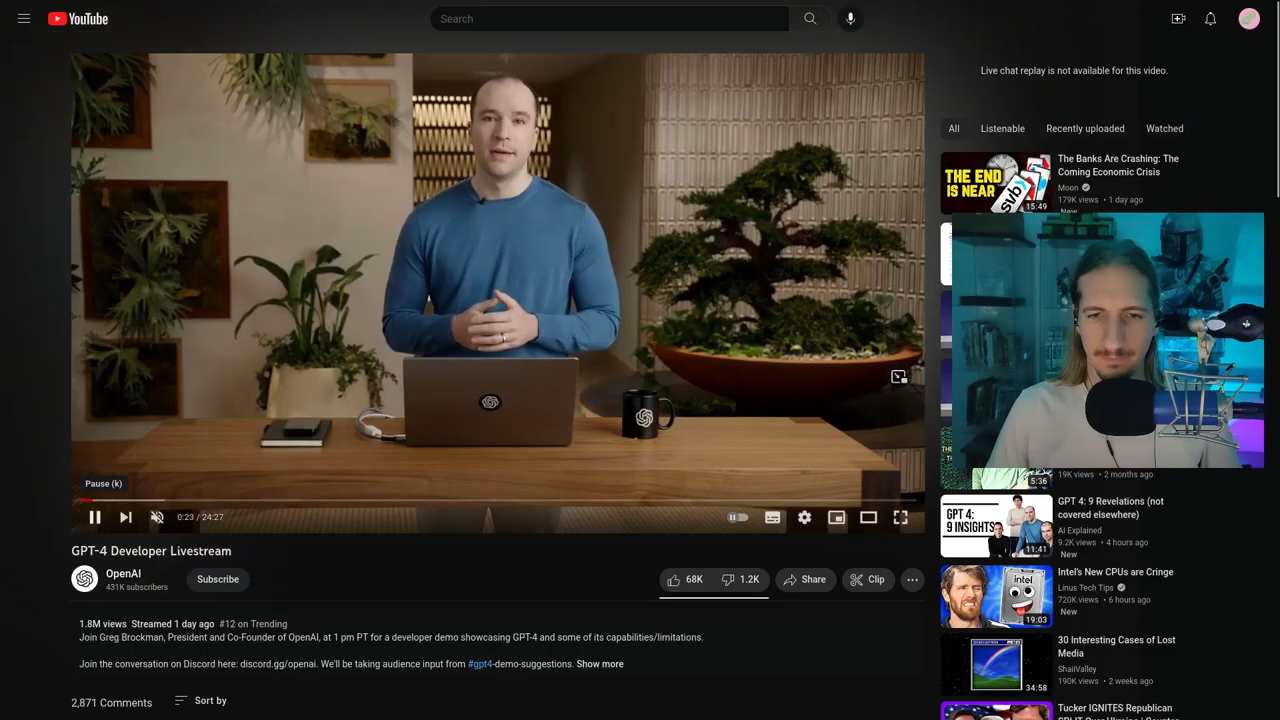 YouTube
Search
Live chat replay is not available for this video.
All
Listenable
Recently uploaded
Watched
THE END
IS NEAR
svb
15:49
The Banks Are Crashing: The
Coming Economic Crisis
Moon
179K views • 1 day ago
New
19K views • 2 months ago
5:36
GPT 4:
9 INSIGHTS
11:41
GPT 4: 9 Revelations (not
covered elsewhere)
AI Explained
9.2K views • 4 hours ago
New
intel
19:03
Intel's New CPUs are Cringe
Linus Tech Tips
720K views • 6 hours ago
New
34:58
30 Interesting Cases of Lost
Media
ShaiiValley
190K views • 2 weeks ago
Tucker IGNITES Republican
Pause (k)
0:23 / 24:27
GPT-4 Developer Livestream
OpenAI
431K subscribers
Subscribe
68K
1.2K
Share
Clip
1.8M views Streamed 1 day ago #12 on Trending
Join Greg Brockman, President and Co-Founder of OpenAI, at 1 pm PT for a developer demo showcasing GPT-4 and some of its capabilities/limitations.
Join the conversation on Discord here: discord.gg/openai. We'll be taking audience input from #gpt4-demo-suggestions. Show more
2,871 Comments
Sort by